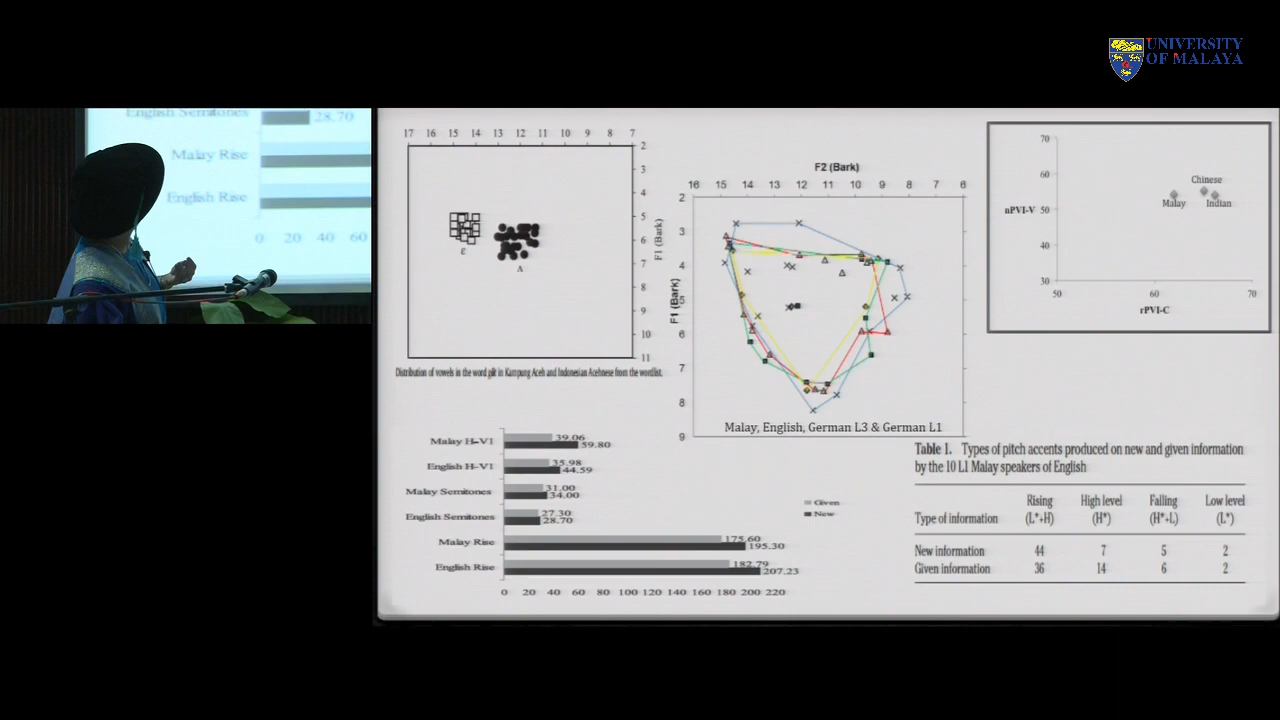 UNIVERSITY
OF MALAYA
English Semitones
28.70
Malay Rise
English Rise
0 20 40 60
17 16 15 14 13 12 11 10 9 8 7
2
3
4
5
6
7
8
9
10
11
F1 (Bark)
ε
ʌ
Distribution of vowels in the word gʌt in Kampung Aceh and Indonesian Acehnese from the wordlist.
F2 (Bark)
16 15 14 13 12 11 10 9 8 7 6
2
3
4
5
6
7
8
9
F1 (Bark)
Malay, English, German L3 & German L1
70
60
50
40
30
nPVI-V
Chinese
Malay Indian
50 60 70
rPVI-C
Malay H-V1 39.06
59.80
English H-V1 35.98
44.59
Malay Semitones 31.00
34.00
English Semitones 27.30
28.70
Malay Rise 175.60
195.30
English Rise 182.79
207.23
0 20 40 60 80 100 120 140 160 180 200 220
Given
New
Table 1. Types of pitch accents produced on new and given information
by the 10 L1 Malay speakers of English
Rising High level Falling Low level
Type of information (L*+H) (H*) (H*+L) (L*)
New information 44 7 5 2
Given information 36 14 6 2